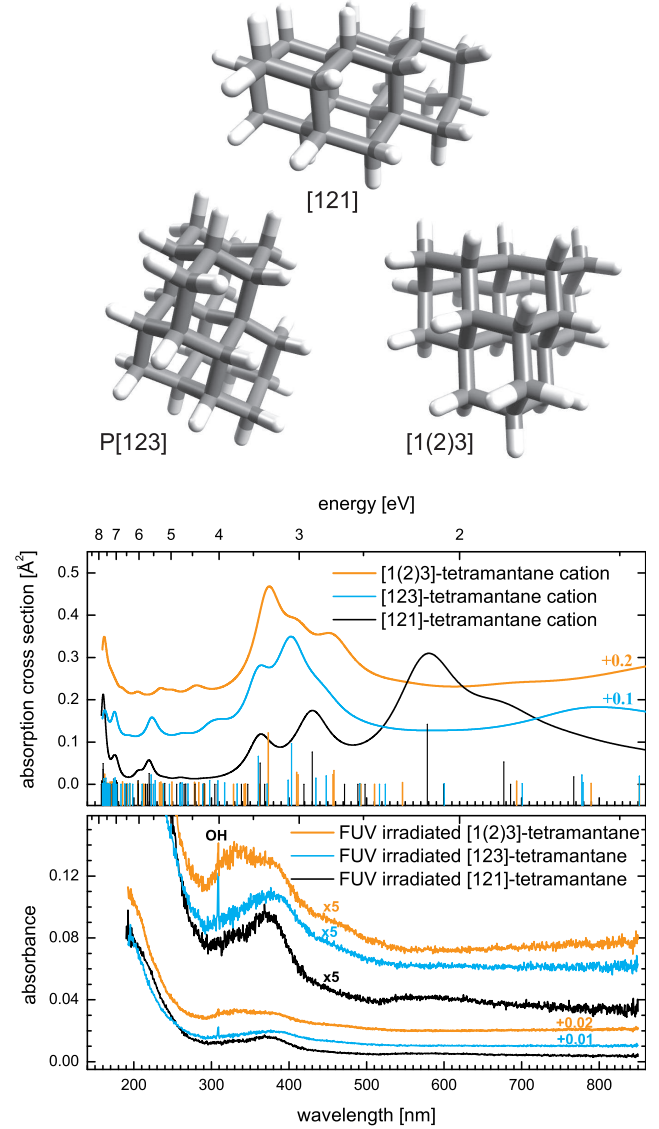 [121]
P[123]
[1(2)3]
energy [eV]
8 7 6 5 4 3 2
absorption cross section [Å²]
0.5
0.4
0.3
0.2
0.1
0.0
[1(2)3]-tetramantane cation
[123]-tetramantane cation
[121]-tetramantane cation
+0.2
+0.1
absorbance
0.12
0.08
0.04
0.00
OH
FUV irradiated [1(2)3]-tetramantane
FUV irradiated [123]-tetramantane
FUV irradiated [121]-tetramantane
x5
x5
x5
+0.02
+0.01
200 300 400 500 600 700 800
wavelength [nm]